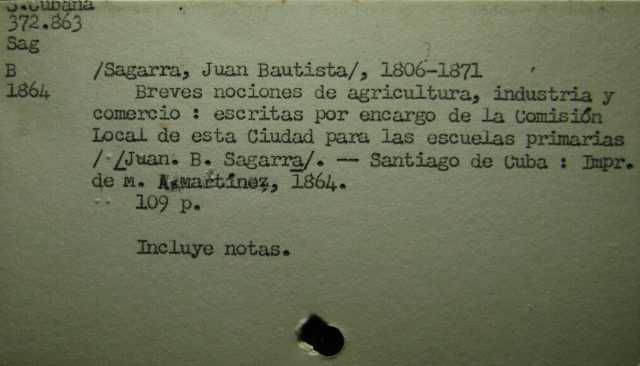 S.Cubana
372.863
Sag
B /Sagarra, Juan Bautista/, 1806-1871
1864 Breves nociones de agricultura, industria y
comercio : escritas por encargo de la Comisión
Local de esta Ciudad para las escuelas primarias
/ /Juan. B. Sagarra/. -- Santiago de Cuba : Impr.
de M. A. Martínez, 1864.
109 p.
Incluye notas.